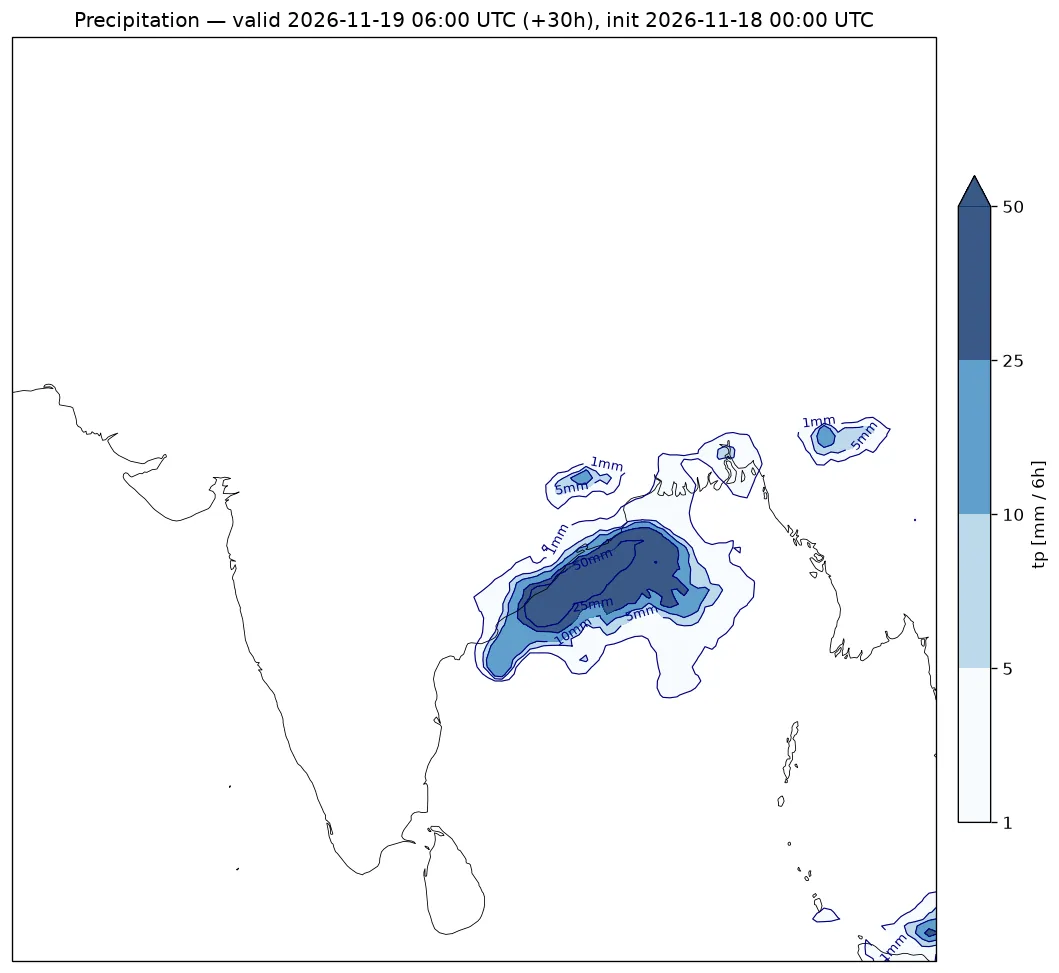 Precipitation — valid 2026-11-19 06:00 UTC (+30h), init 2026-11-18 00:00 UTC
50
25
10
5
1
tp [mm / 6h]
1mm
5mm
1mm
5mm
1mm
50mm
25mm
5mm
10mm
1mm